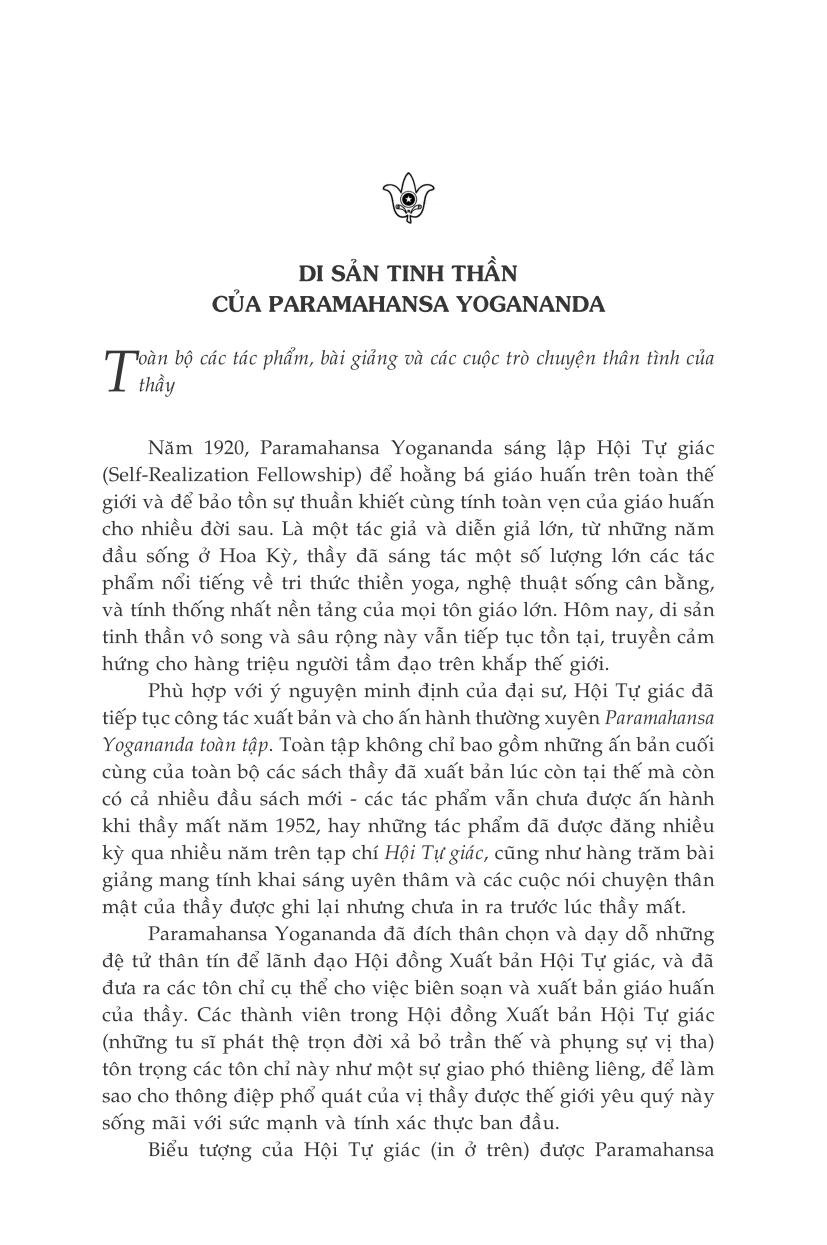 DI SẢN TINH THẦN
CỦA PARAMAHANSA YOGANANDA
Toàn bộ các tác phẩm, bài giảng và các cuộc trò chuyện thân tình của
thầy
Năm 1920, Paramahansa Yogananda sáng lập Hội Tự giác
(Self-Realization Fellowship) để hoằng bá giáo huấn trên toàn thế
giới và để bảo tồn sự thuần khiết cùng tính toàn vẹn của giáo huấn
cho nhiều đời sau. Là một tác giả và diễn giả lớn, từ những năm
đầu sống ở Hoa Kỳ, thầy đã sáng tác một số lượng lớn các tác
phẩm nổi tiếng về tri thức thiền yoga, nghệ thuật sống cân bằng,
và tính thống nhất nền tảng của mọi tôn giáo lớn. Hôm nay, di sản
tinh thần vô song và sâu rộng này vẫn tiếp tục tồn tại, truyền cảm
hứng cho hàng triệu người tầm đạo trên khắp thế giới.
Phù hợp với ý nguyện minh định của đại sư, Hội Tự giác đã
tiếp tục công tác xuất bản và cho ấn hành thường xuyên Paramahansa
Yogananda toàn tập. Toàn tập không chỉ bao gồm những ấn bản cuối
cùng của toàn bộ các sách thầy đã xuất bản lúc còn tại thế mà còn
có cả nhiều đầu sách mới - các tác phẩm vẫn chưa được ấn hành
khi thầy mất năm 1952, hay những tác phẩm đã được đăng nhiều
kỳ qua nhiều năm trên tạp chí Hội Tự giác, cũng như hàng trăm bài
giảng mang tính khai sáng uyên thâm và các cuộc nói chuyện thân
mật của thầy được ghi lại nhưng chưa in ra trước lúc thầy mất.
Paramahansa Yogananda đã đích thân chọn và dạy dỗ những
đệ tử thân tín để lãnh đạo Hội đồng Xuất bản Hội Tự giác, và đã
đưa ra các tôn chỉ cụ thể cho việc biên soạn và xuất bản giáo huấn
của thầy. Các thành viên trong Hội đồng Xuất bản Hội Tự giác
(những tu sĩ phát thệ trọn đời xả bỏ trần thế và phụng sự vị tha)
tôn trọng các tôn chỉ này như một sự giao phó thiêng liêng, để làm
sao cho thông điệp phổ quát của vị thầy được thế giới yêu quý này
sống mãi với sức mạnh và tính xác thực ban đầu.
Biểu tượng của Hội Tự giác (in ở trên) được Paramahansa